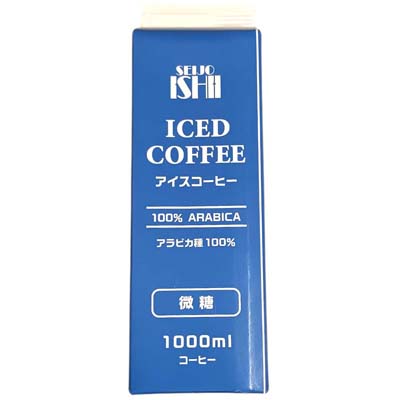 SEIJO
ISHII
ICED
COFFEE
アイスコーヒー
100% ARABICA
アラビカ種100%
微糖
1000ml
コーヒー